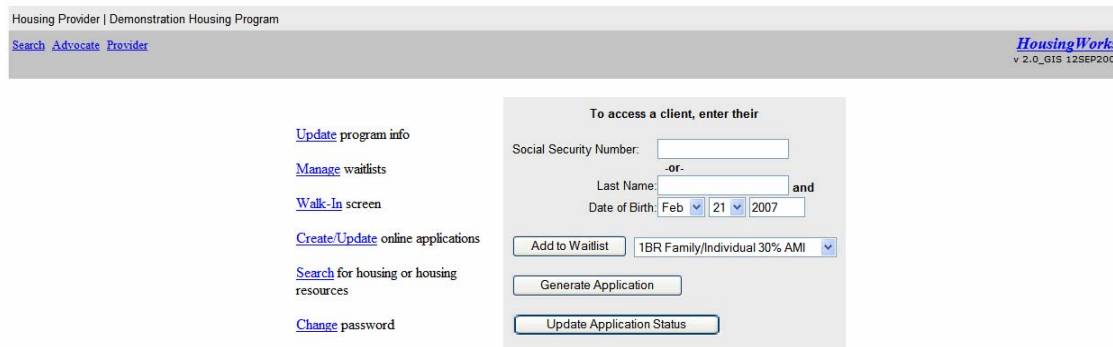 Housing Provider | Demonstration Housing Program
Search Advocate Provider
HousingWorks
v 2.0_GIS 12SEP200
Update program info
Manage waitlists
Walk-In screen
Create/Update online applications
Search for housing or housing
resources
Change password
To access a client, enter their
Social Security Number:
-or-
Last Name: and
Date of Birth: Feb 21 2007
Add to Waitlist 1BR Family/Individual 30% AMI
Generate Application
Update Application Status